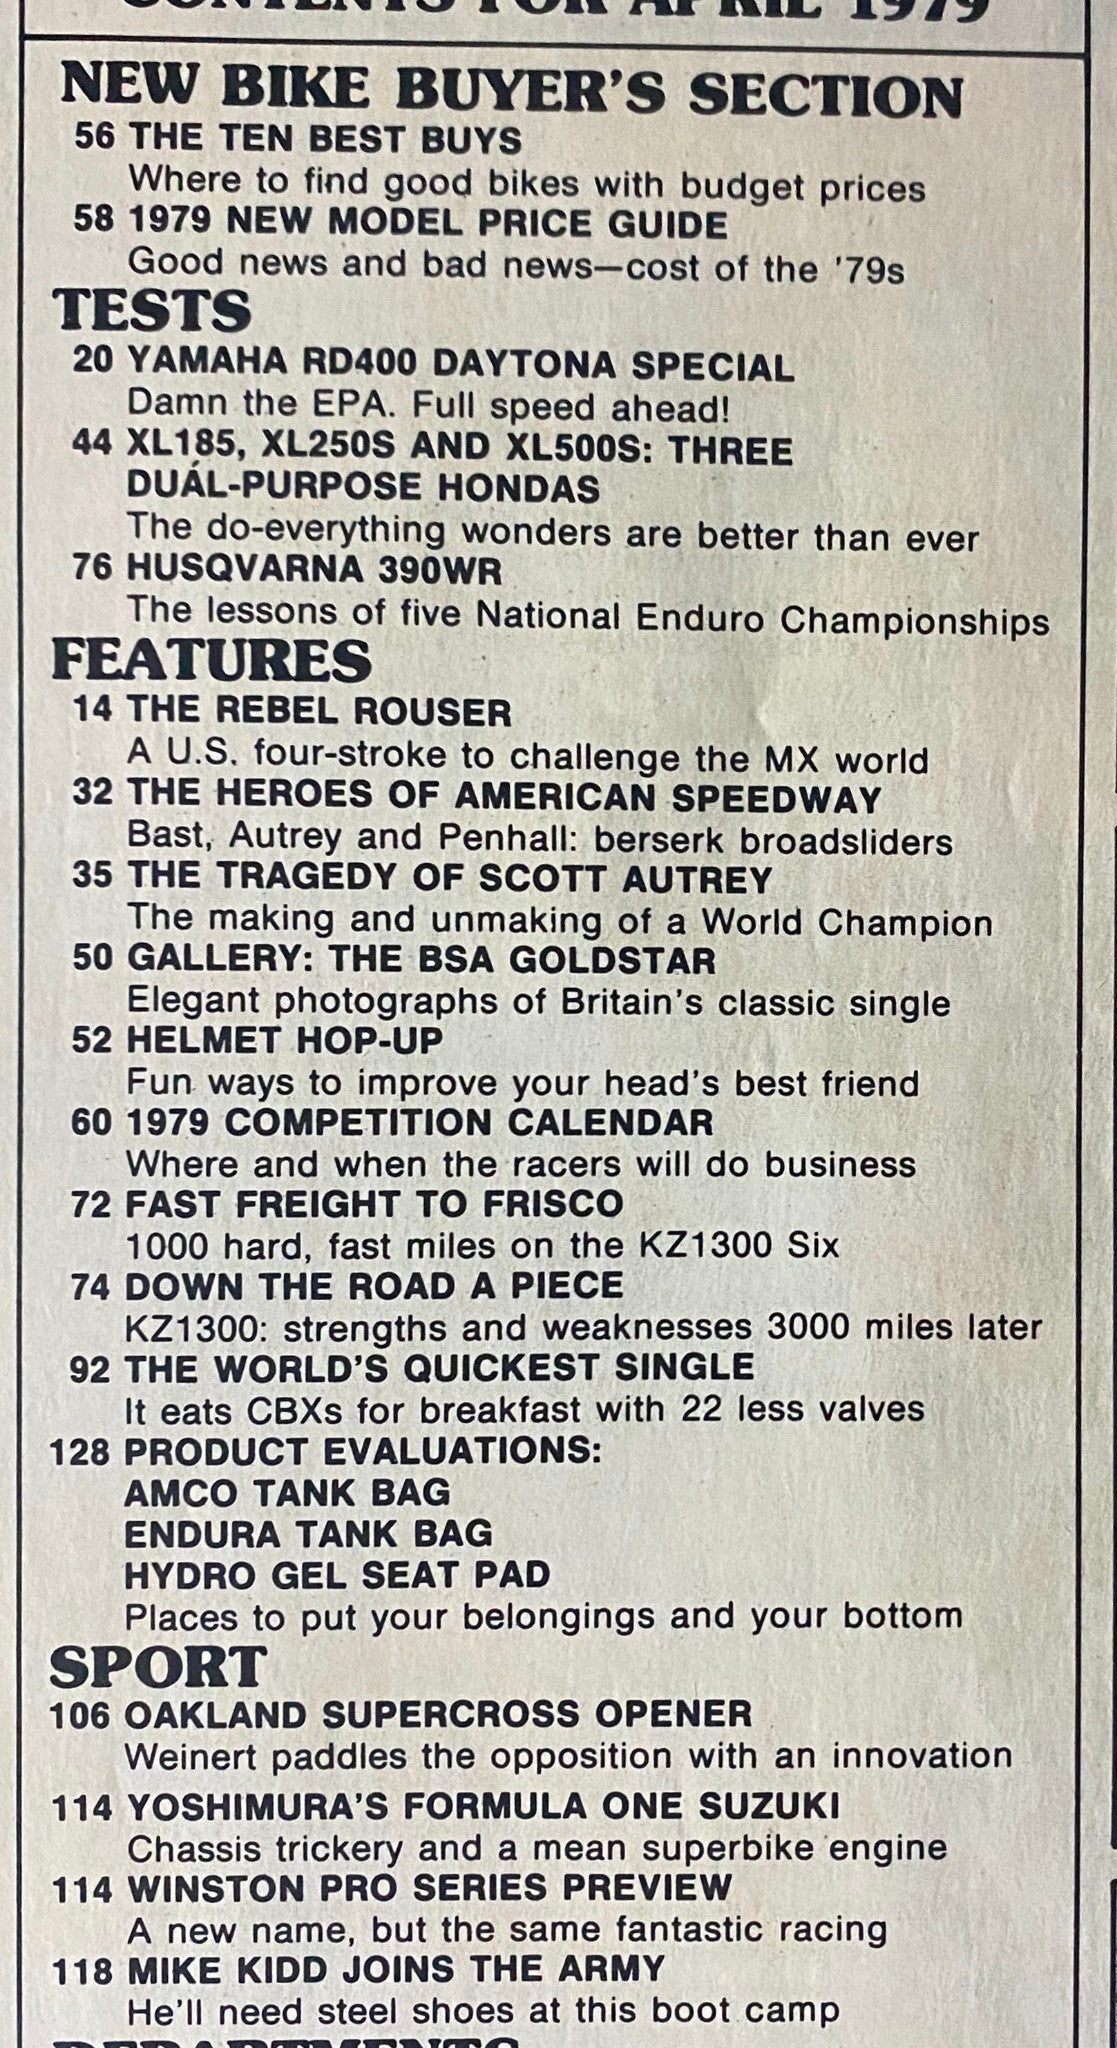 CONTENTS FOR APRIL 1979
NEW BIKE BUYER'S SECTION
56 THE TEN BEST BUYS
Where to find good bikes with budget prices
58 1979 NEW MODEL PRICE GUIDE
Good news and bad news—cost of the '79s
TESTS
20 YAMAHA RD400 DAYTONA SPECIAL
Damn the EPA. Full speed ahead!
44 XL185, XL250S AND XL500S: THREE
DUAL-PURPOSE HONDAS
The do-everything wonders are better than ever
76 HUSQVARNA 390WR
The lessons of five National Enduro Championships
FEATURES
14 THE REBEL ROUSER
A U.S. four-stroke to challenge the MX world
32 THE HEROES OF AMERICAN SPEEDWAY
Bast, Autrey and Penhall: berserk broadsliders
35 THE TRAGEDY OF SCOTT AUTREY
The making and unmaking of a World Champion
50 GALLERY: THE BSA GOLDSTAR
Elegant photographs of Britain's classic single
52 HELMET HOP-UP
Fun ways to improve your head's best friend
60 1979 COMPETITION CALENDAR
Where and when the racers will do business
72 FAST FREIGHT TO FRISCO
1000 hard, fast miles on the KZ1300 Six
74 DOWN THE ROAD A PIECE
KZ1300: strengths and weaknesses 3000 miles later
92 THE WORLD'S QUICKEST SINGLE
It eats CBXs for breakfast with 22 less valves
128 PRODUCT EVALUATIONS:
AMCO TANK BAG
ENDURA TANK BAG
HYDRO GEL SEAT PAD
Places to put your belongings and your bottom
SPORT
106 OAKLAND SUPERCROSS OPENER
Weinert paddles the opposition with an innovation
114 YOSHIMURA'S FORMULA ONE SUZUKI
Chassis trickery and a mean superbike engine
114 WINSTON PRO SERIES PREVIEW
A new name, but the same fantastic racing
118 MIKE KIDD JOINS THE ARMY
He'll need steel shoes at this boot camp
DEPARTMENTS